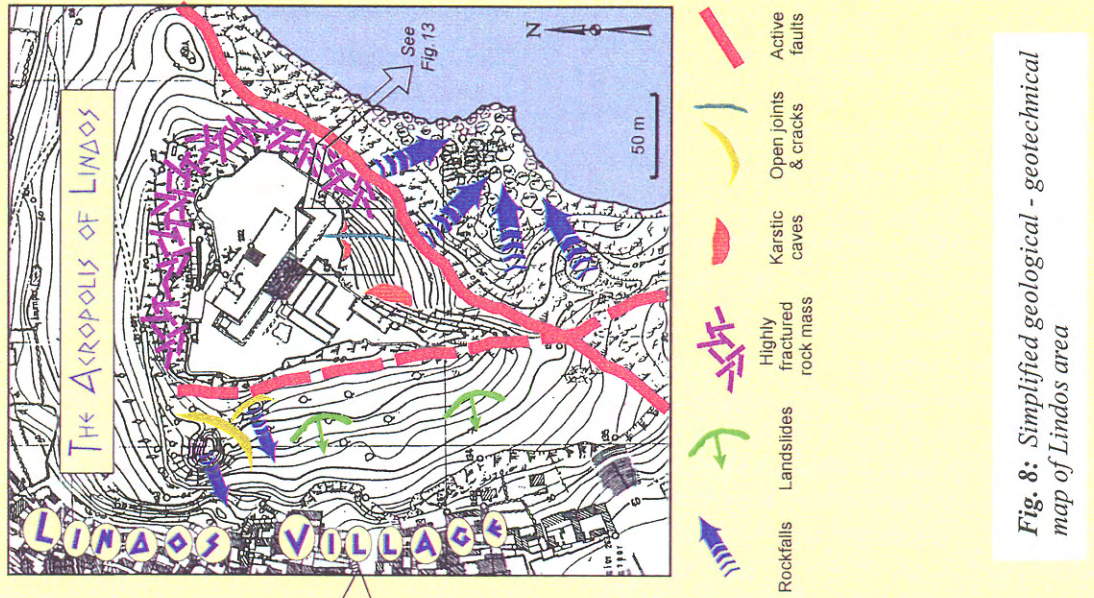 THE ACROPOLIS OF LINDOS
LINDOS VILLAGE
See
Fig.13
N
50 m
Rockfalls
Landslides
Highly
fractured
rock mass
Karstic
caves
Open joints
& cracks
Active
faults
Fig. 8: Simplified geological - geotechnical
map of Lindos area